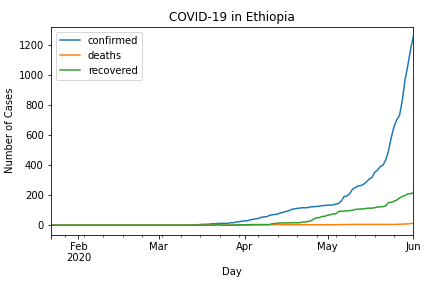 COVID-19 in Ethiopia
confirmed
deaths
recovered
Number of Cases
1200
1000
800
600
400
200
0
Feb
2020
Mar
Apr
May
Jun
Day